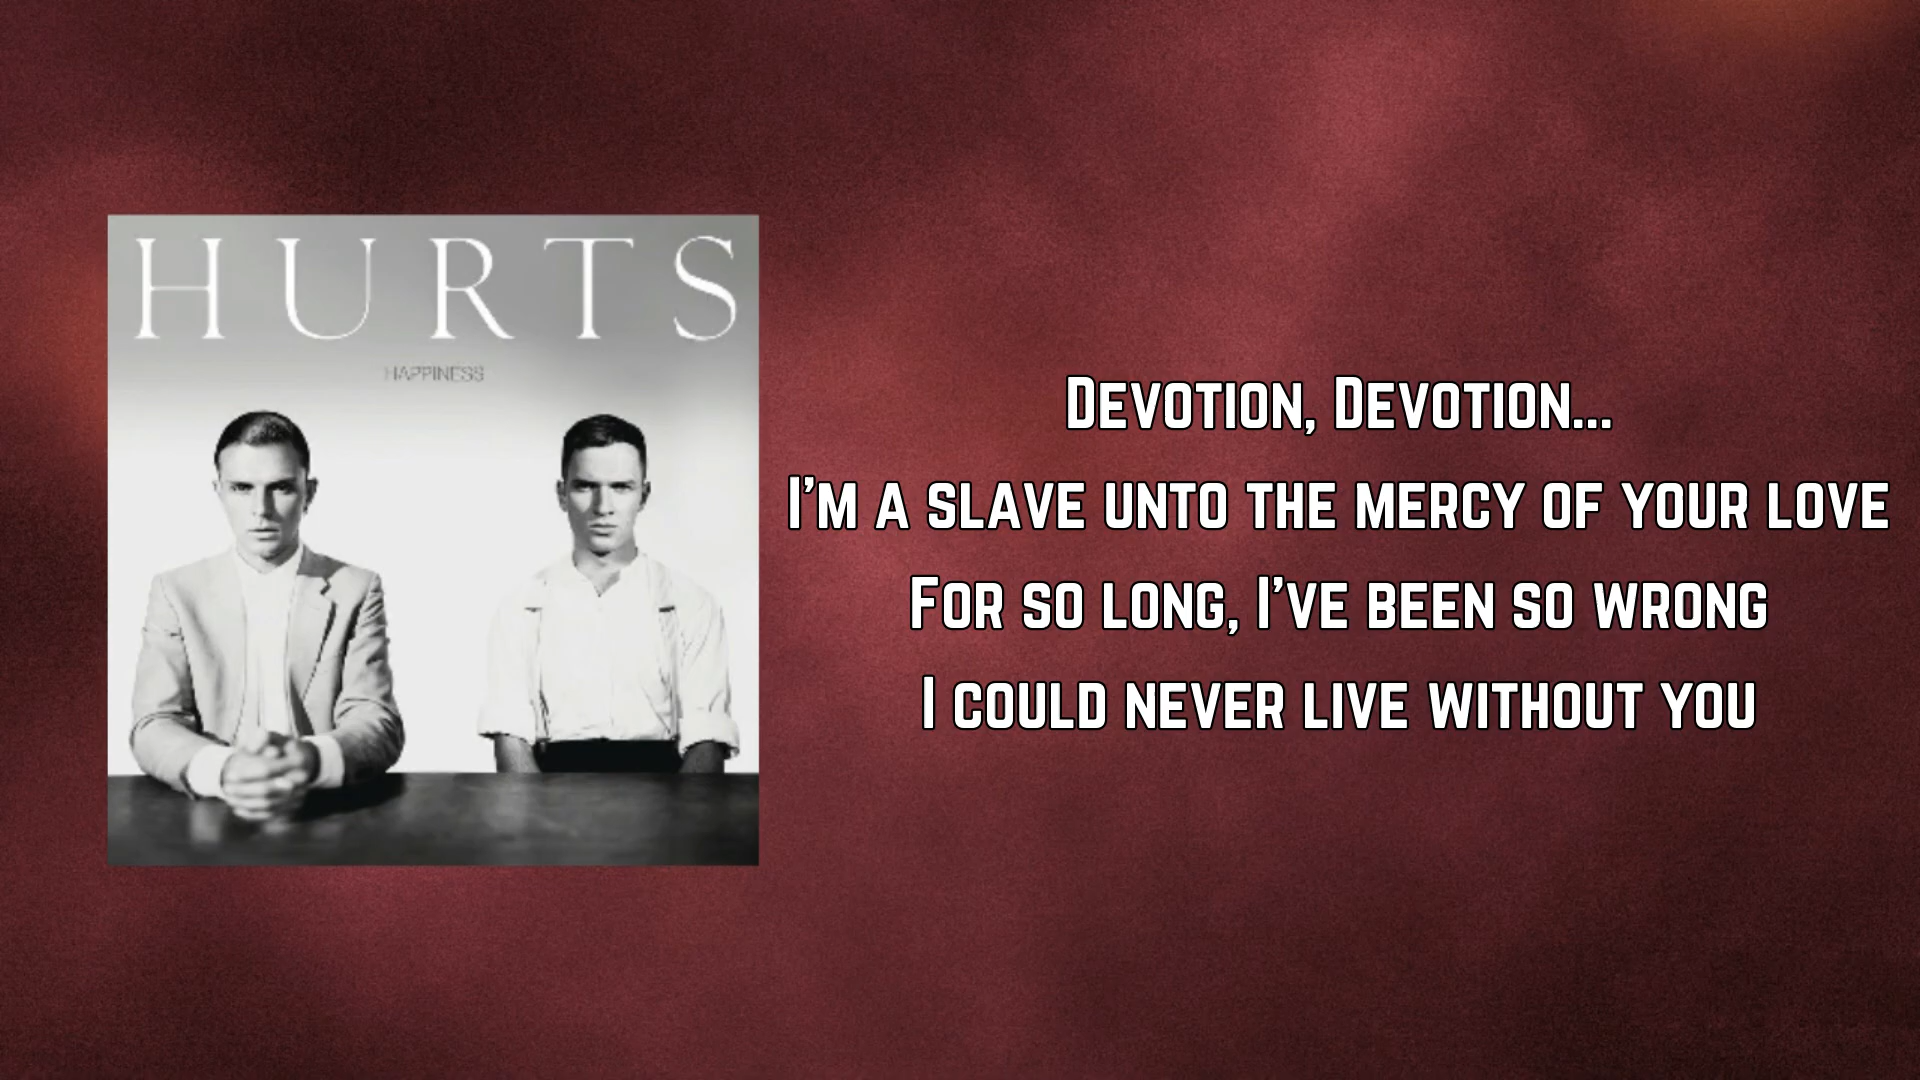 HURTS
HAPPINESS
Devotion, Devotion...
I'm a slave unto the mercy of your love
For so long, I've been so wrong
I could never live without you